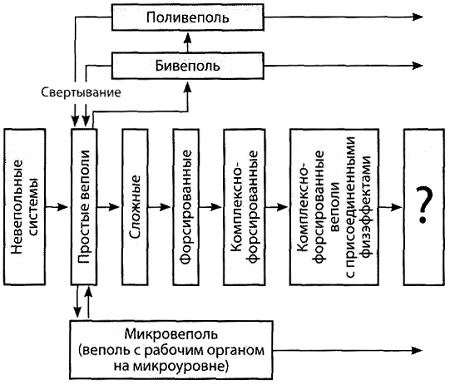 Поливеполь
Биveполь
Свертывание
Невепольные
системы
Простые веполи
Сложные
Форсированные
Комплексно-
форсированные
Комплексно-
форсированные
веполи
с присоединенными
физэффектами
?
Микровеполь
(веполь с рабочим органом
на микроуровне)